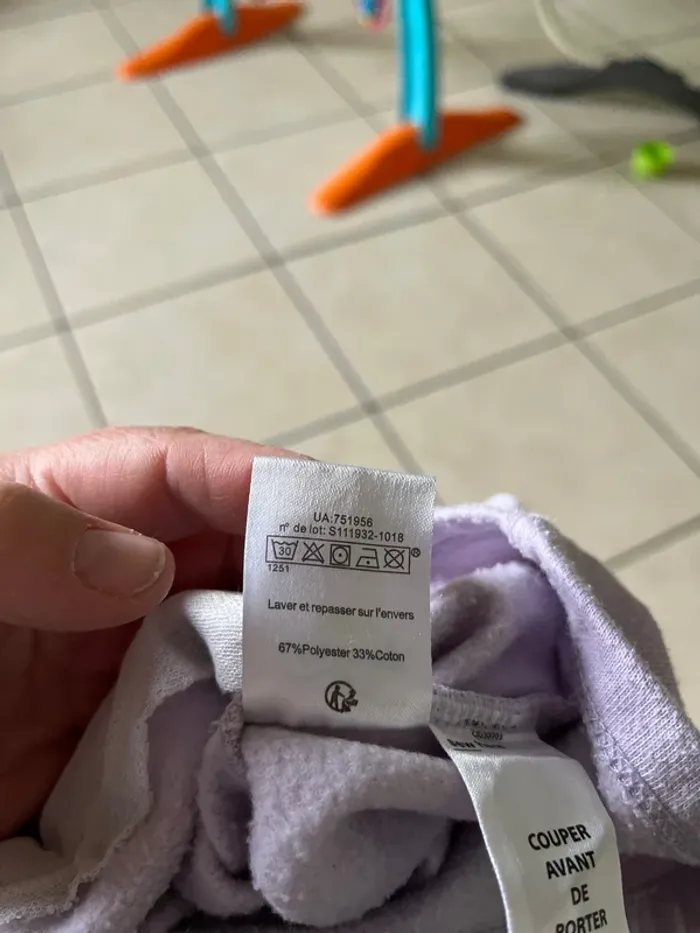 UA:751956
n° de lot: S111932-1018
30
®
1251
Laver et repasser sur l'envers
67%Polyester 33%Coton
COUPER
AVANT
DE
PORTER